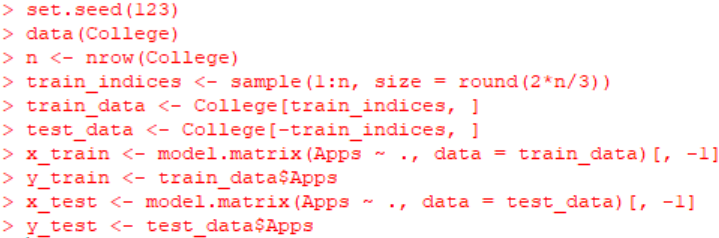 > set.seed(123)
> data(College)
> n <- nrow(College)
> train_indices <- sample(1:n, size = round(2*n/3))
> train_data <- College[train_indices, ]
> test_data <- College[-train_indices, ]
> x_train <- model.matrix(Apps ~ ., data = train_data)[, -1]
> y_train <- train_data$Apps
> x_test <- model.matrix(Apps ~ ., data = test_data)[, -1]
> y_test <- test_data$Apps